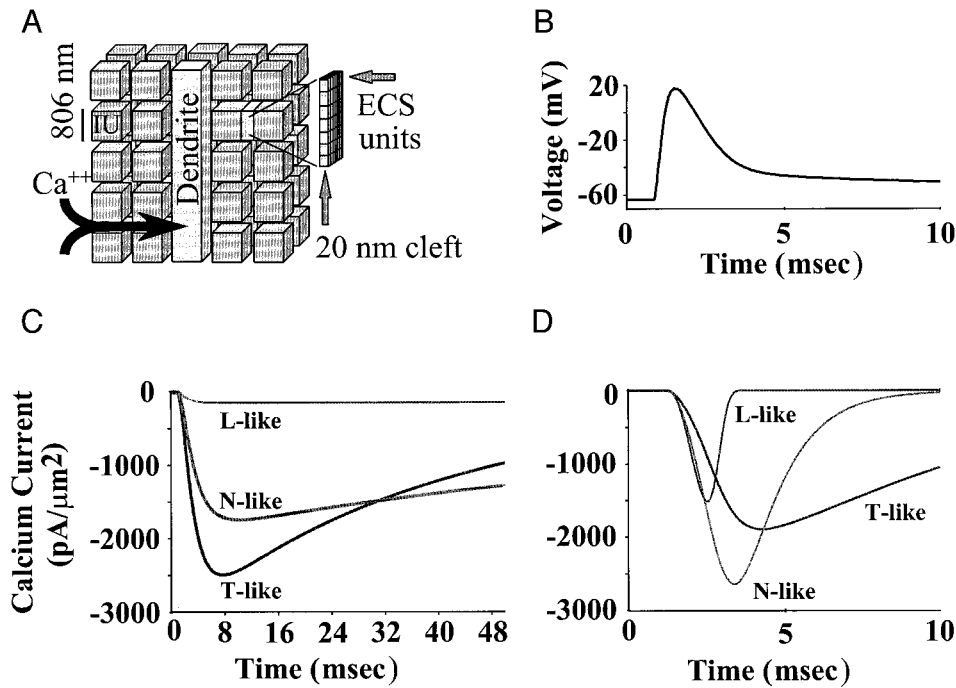 A
806 nm
IU
Dendrite
Ca++
ECS
units
20 nm cleft
B
Voltage (mV)
20
-20
-60
0
5
10
Time (msec)
C
Calcium Current
(pA/μm2)
0
-1000
-2000
-3000
L-like
N-like
T-like
0
8
16
24
32
40
48
Time (msec)
D
0
-1000
-2000
-3000
L-like
T-like
N-like
0
5
10
Time (msec)